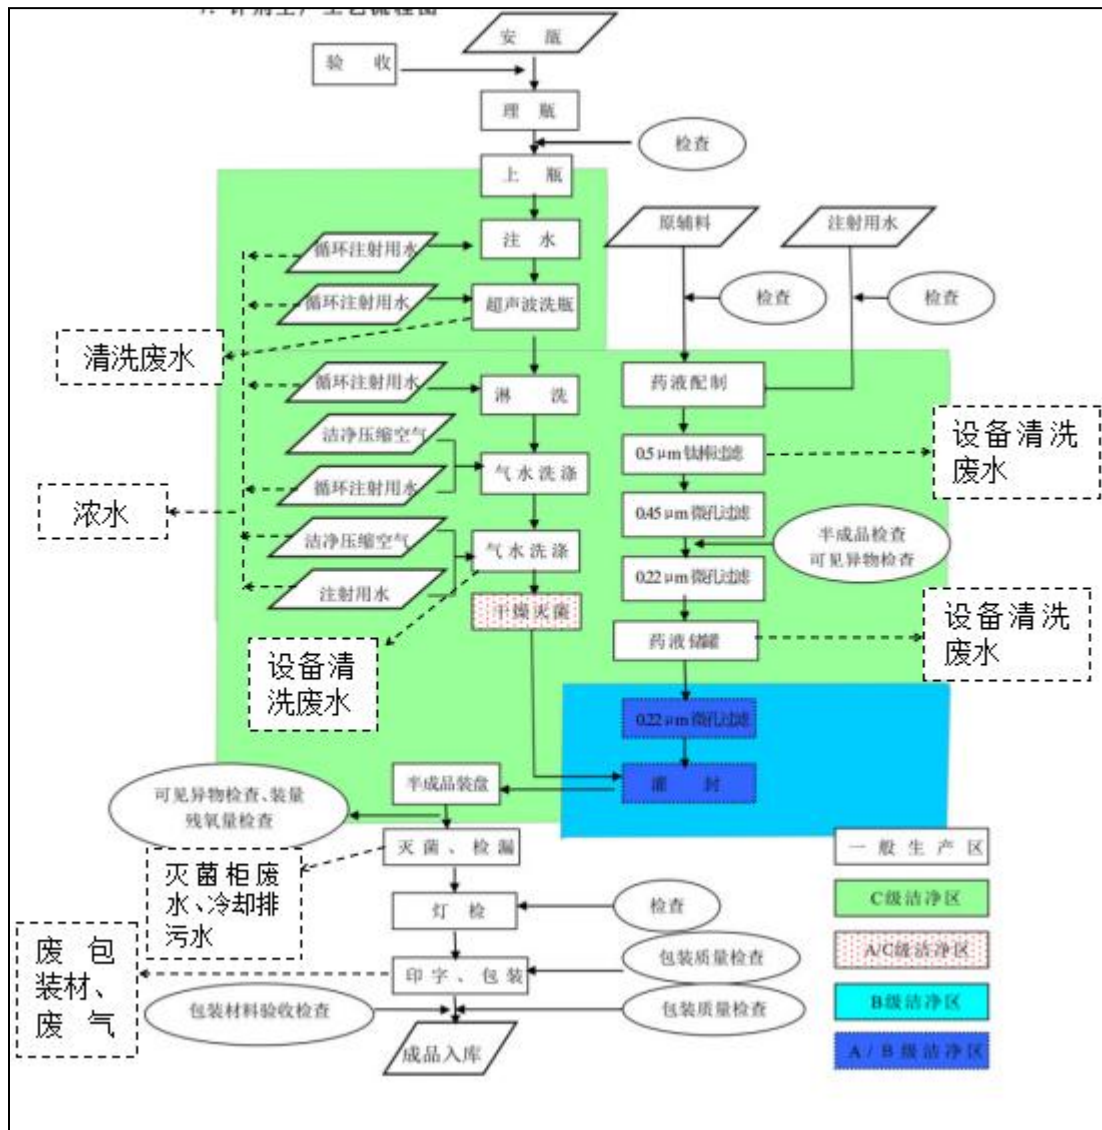 安 瓿
验 收
理 瓶
检查
上 瓶
原辅料
注射用水
循环注射用水
注 水
循环注射用水
超声波洗瓶
检查
检查
清洗废水
循环注射用水
淋 洗
药液配制
洁净压缩空气
0.5μm钛棒过滤
设备清洗
废水
气水洗涤
循环注射用水
浓水
0.45μm微孔过滤
洁净压缩空气
气水洗涤
半成品检查
可见异物检查
注射用水
0.22μm微孔过滤
干燥灭菌
药液储罐
设备清洗
废水
设备清
洗废水
0.22μm微孔过滤
半成品装盘
灌 封
可见异物检查、装量
残氧量检查
灭菌、检漏
灭菌柜废
水、冷却排
污水
灯检
检查
废包
装材、
废气
印字、包装
包装质量检查
包装材料验收检查
包装质量检查
成品入库
一般生产区
C级洁净区
A/C级洁净区
B级洁净区
A/B级洁净区